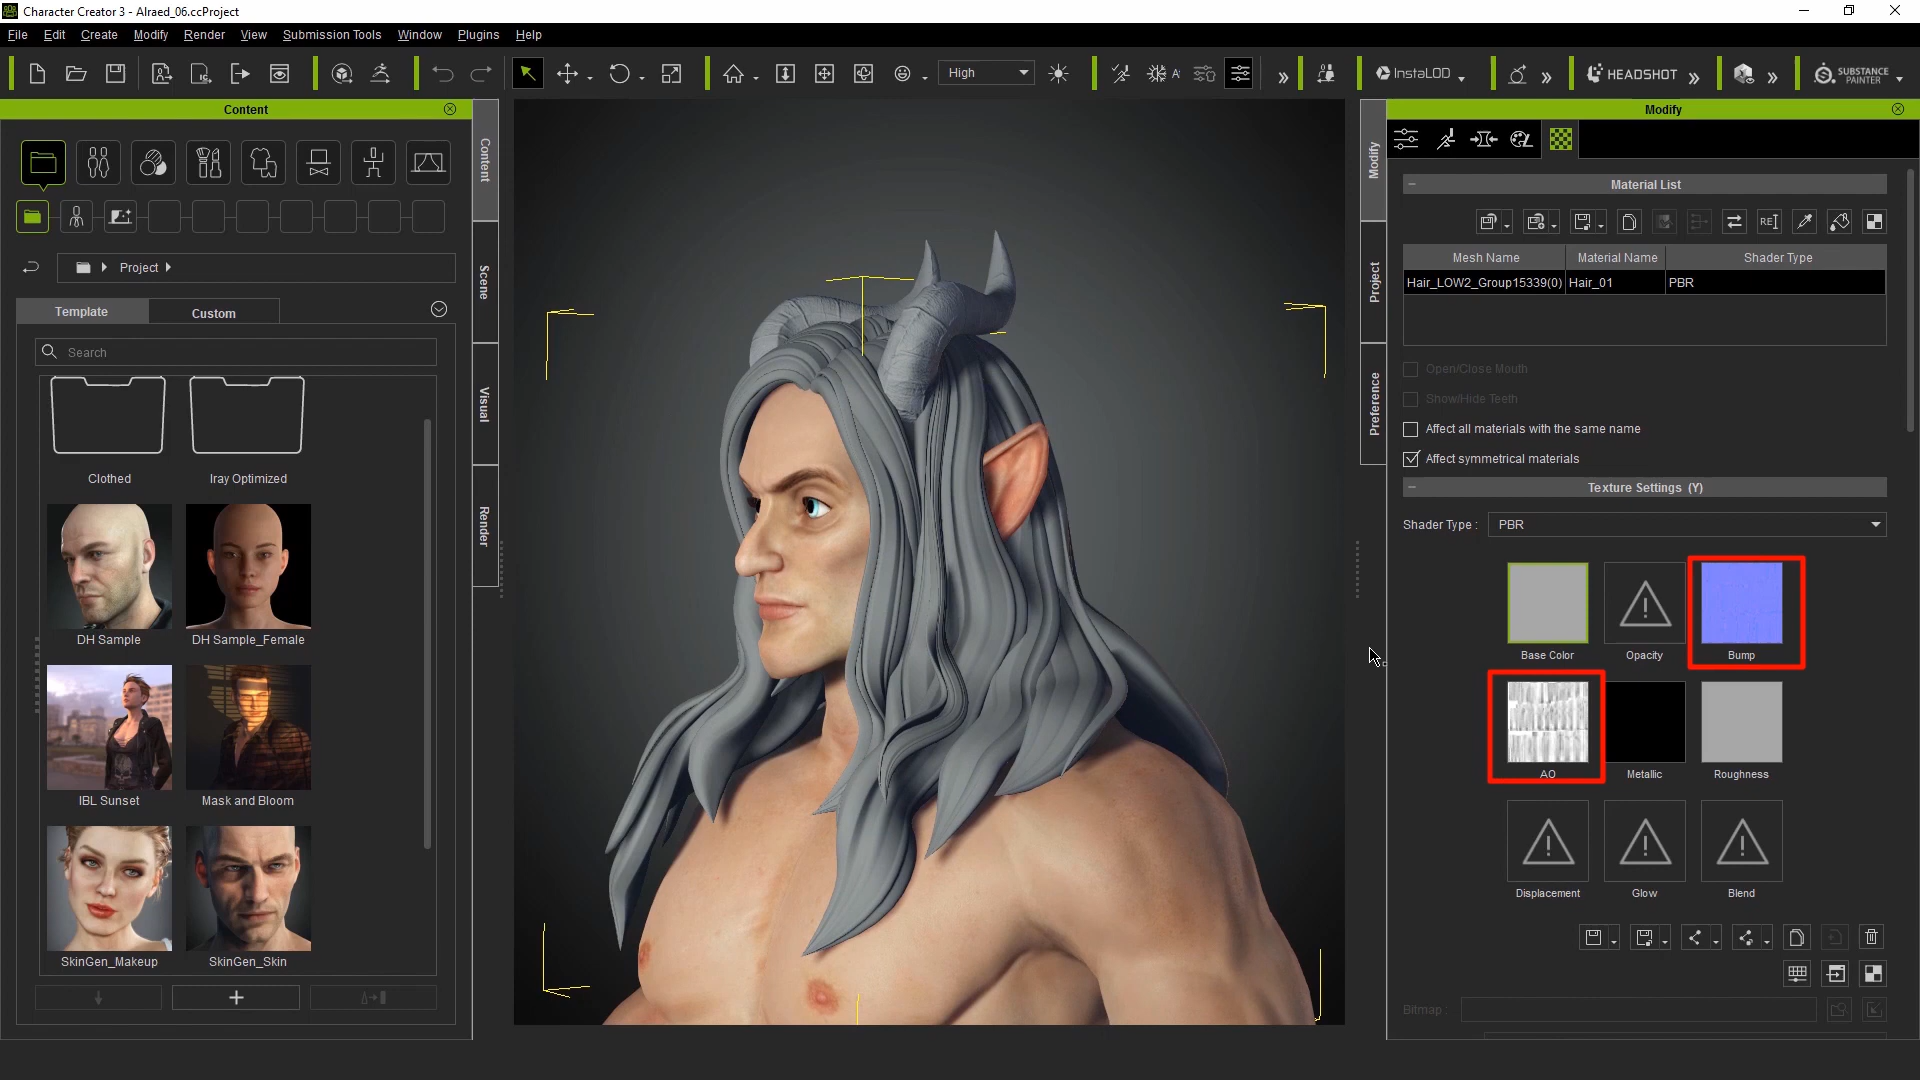 Character Creator 3 - Alraed_06.ccProject
File Edit Create Modify Render View Submission Tools Window Plugins Help
High
A
InstaLOD
HEADSHOT
SUBSTANCE
PAINTER
Content
Content
Scene
Visual
Render
Project
Template
Custom
Search
Clothed
Iray Optimized
DH Sample
DH Sample_Female
IBL Sunset
Mask and Bloom
SkinGen_Makeup
SkinGen_Skin
Modify
Project
Preference
Modify
Material List
RE
Mesh Name Material Name Shader Type
Hair_LOW2_Group15339(0) Hair_01 PBR
Open/Close Mouth
Show/Hide Teeth
Affect all materials with the same name
Affect symmetrical materials
Texture Settings (Y)
Shader Type : PBR
Base Color Opacity Bump
AO Metallic Roughness
Displacement Glow Blend
Bitmap :